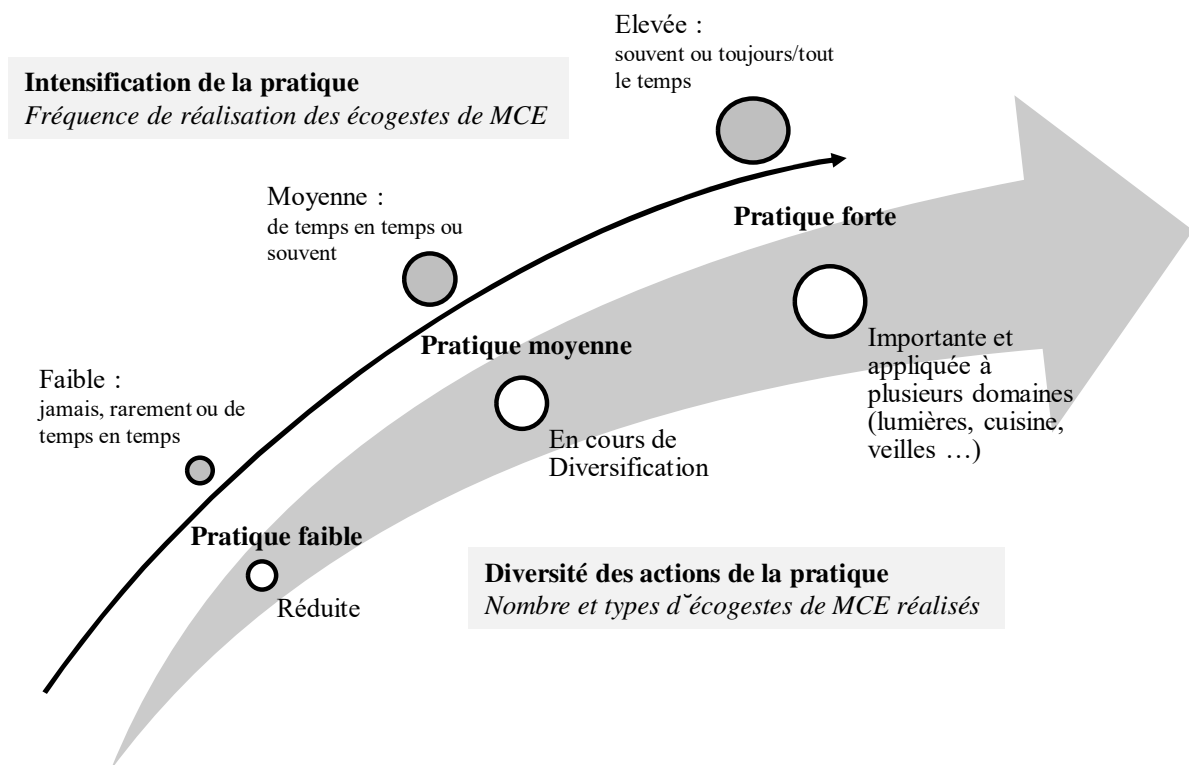 Elevée :
souvent ou toujours/tout
le temps
Intensification de la pratique
Fréquence de réalisation des écogestes de MCE
Moyenne :
de temps en temps ou
souvent
Pratique forte
Pratique moyenne
Importante et
appliquée à
plusieurs domaines
(lumières, cuisine,
veilles …)
Faible :
jamais, rarement ou de
temps en temps
En cours de
Diversification
Pratique faible
Réduite
Diversité des actions de la pratique
Nombre et types d˘écogestes de MCE réalisés